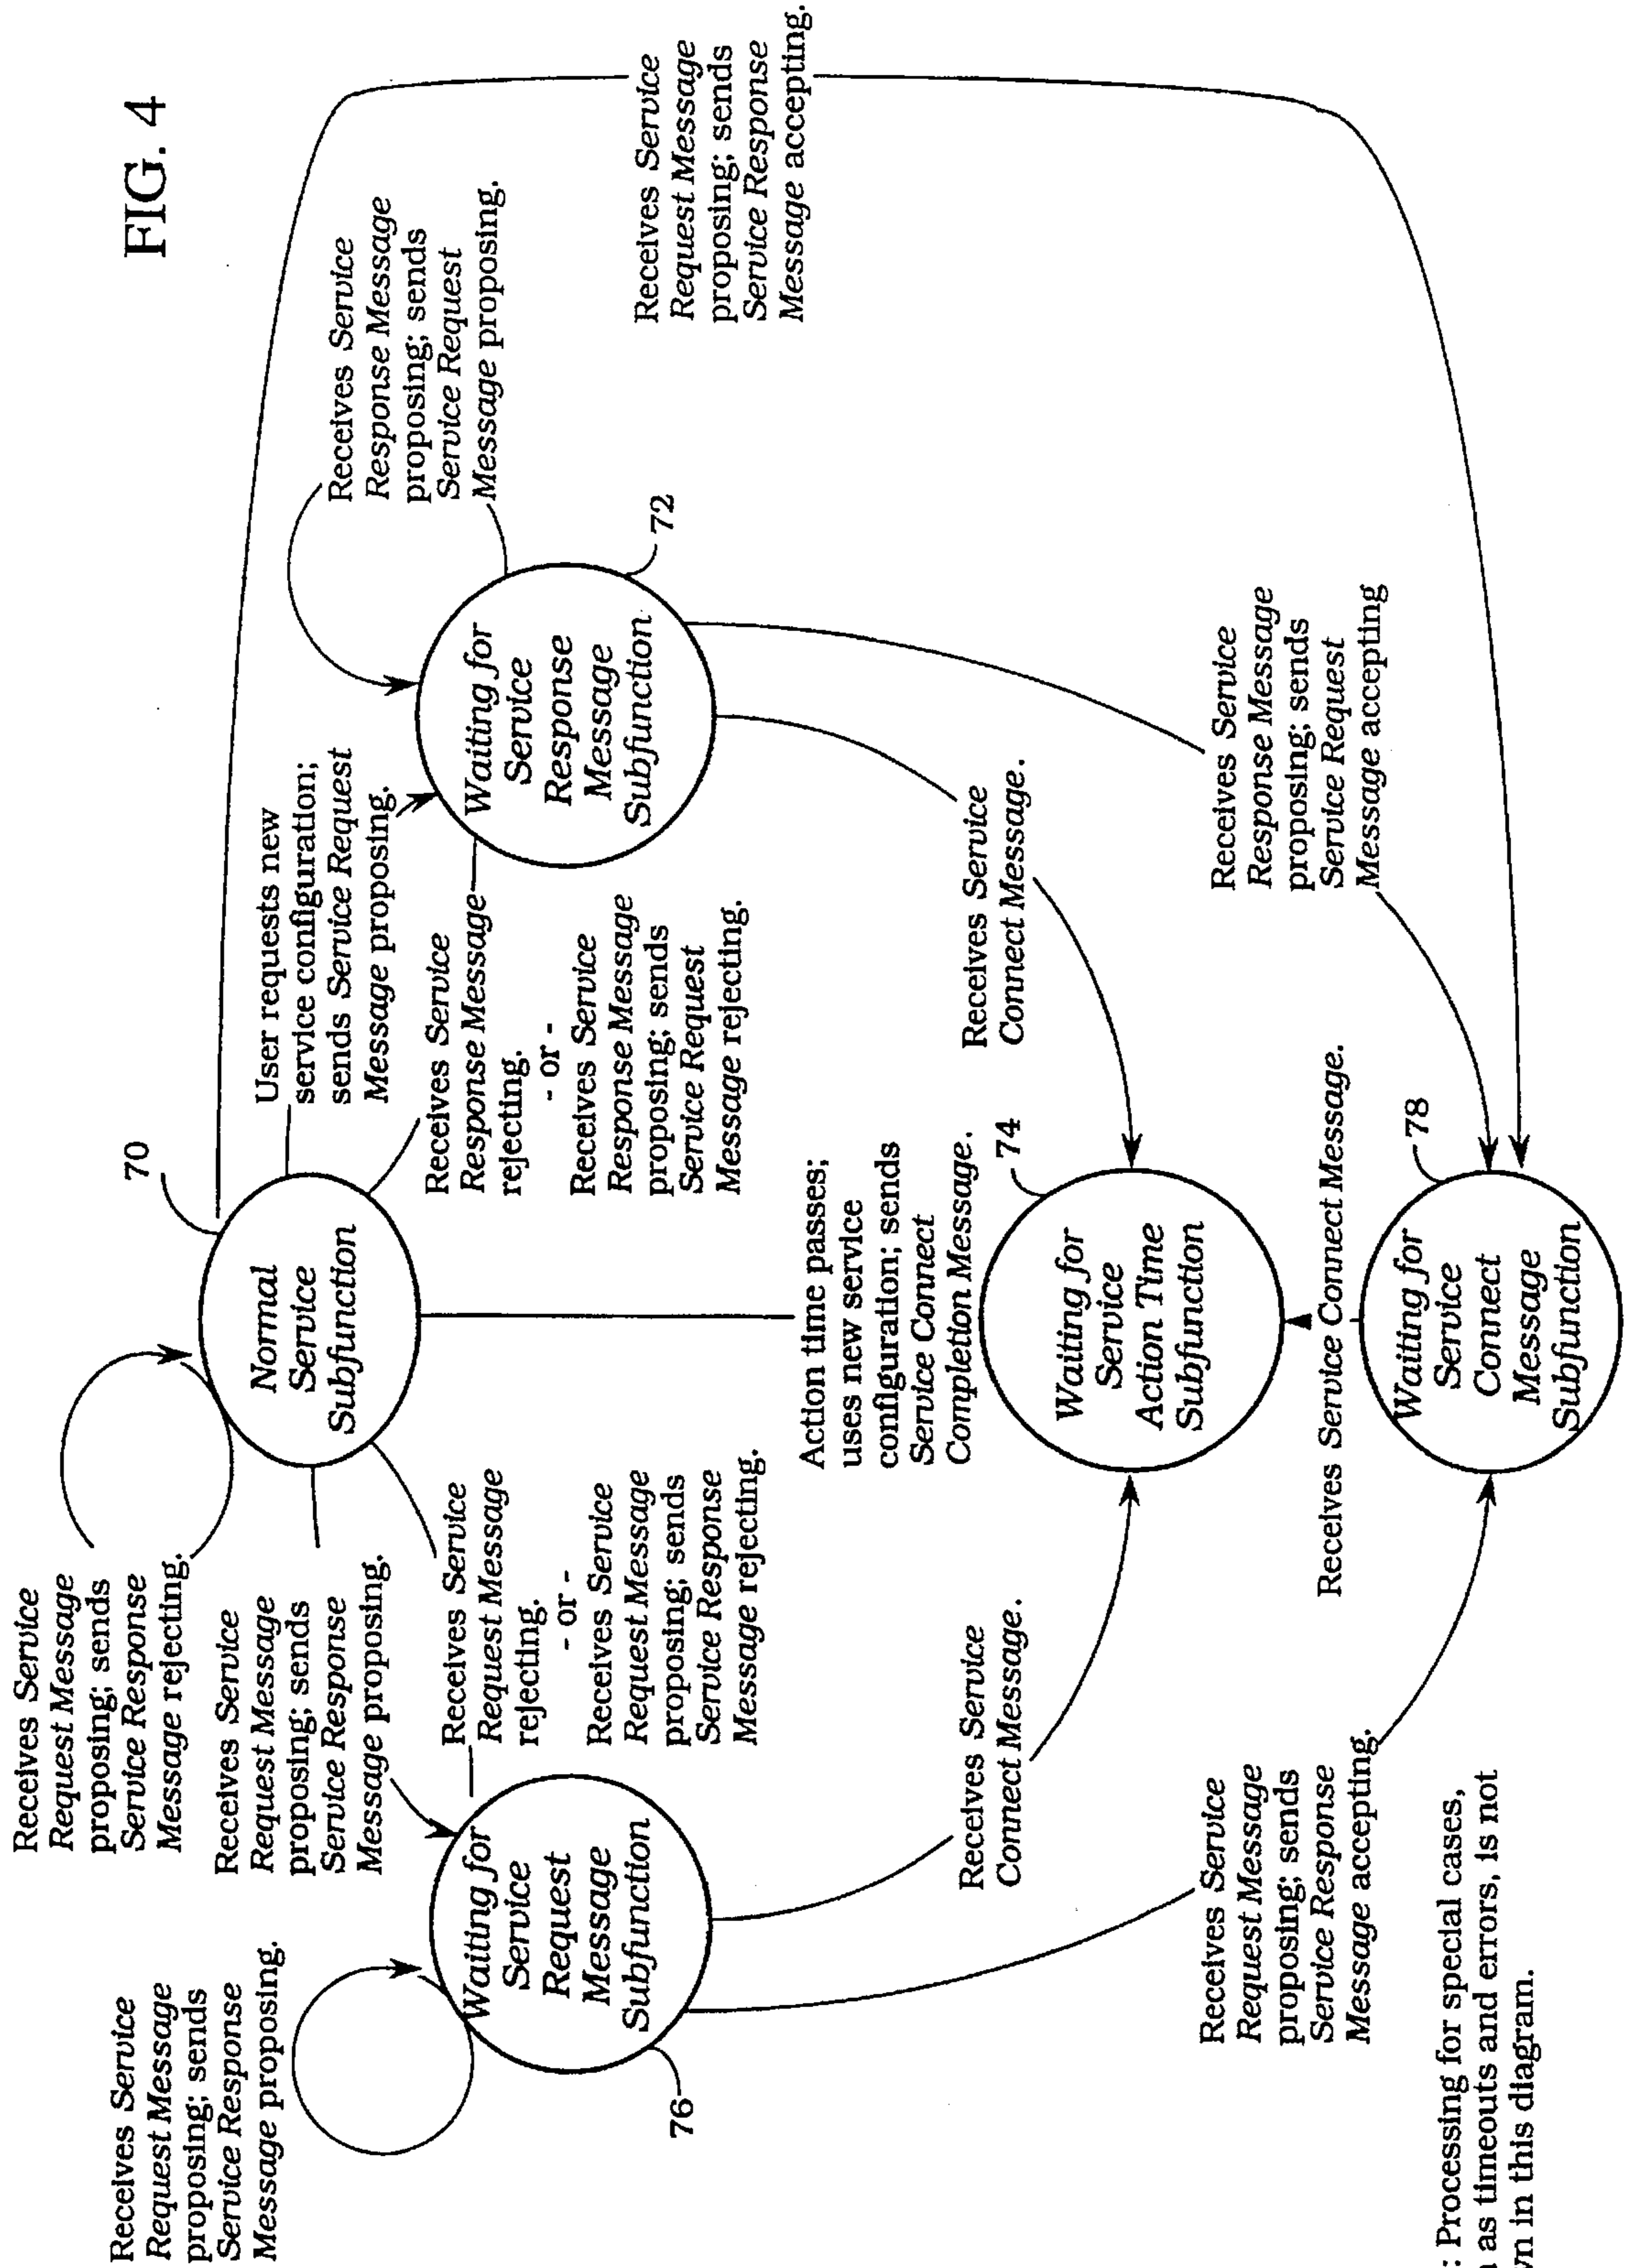 FIG. 4
Receives Service
Request Message
proposing; sends
Service Response
Message rejecting.
70
Normal
Service
Subfunction
User requests new
service configuration;
sends Service Request
Message proposing.
Receives Service
Response Message
proposing; sends
Service Request
Message proposing.
Receives Service
Request Message
proposing; sends
Service Response
Message proposing.
Receives Service
Request Message
proposing; sends
Service Response
Message proposing.
Receives Service
Request Message
rejecting.
- or -
Receives Service
Request Message
proposing; sends
Service Response
Message rejecting.
Receives Service
Response Message
rejecting.
- or -
Receives Service
Response Message
proposing; sends
Service Request
Message rejecting.
Waiting for
Service
Request
Message
Subfunction
76
Waiting for
Service
Response
Message
Subfunction
72
Receives Service
Request Message
proposing; sends
Service Response
Message accepting.
Action time passes;
uses new service
configuration; sends
Service Connect
Completion Message.
74
Receives Service
Connect Message.
Waiting for
Service
Action Time
Subfunction
Receives Service
Connect Message.
Receives Service
Request Message
proposing; sends
Service Response
Message accepting.
Receives Service Connect Message.
Receives Service
Response Message
proposing; sends
Service Request
Message accepting
78
Waiting for
Service
Connect
Message
Subfunction
: Processing for special cases,
as timeouts and errors, is not
in this diagram.